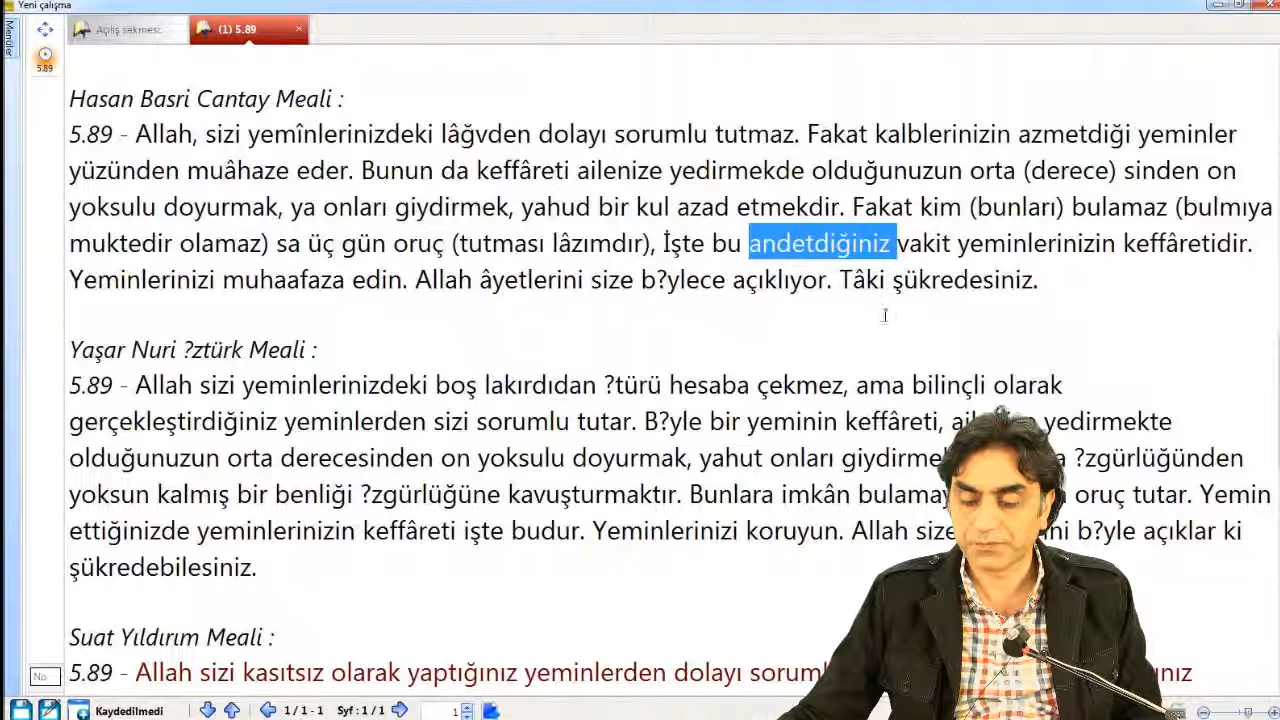 Yeni çalışma
Menüler
Açılış sekmesi
(1) 5.89
5.89
Hasan Basri Cantay Meali :
5.89 - Allah, sizi yemînlerinizdeki lâğvden dolayı sorumlu tutmaz. Fakat kalblerinizin azmetdiği yeminler
yüzünden muâhaze eder. Bunun da keffâreti ailenize yedirmekde olduğunuzun orta (derece) sinden on
yoksulu doyurmak, ya onları giydirmek, yahud bir kul azad etmekdir. Fakat kim (bunları) bulamaz (bulmıya
muktedir olamaz) sa üç gün oruç (tutması lâzımdır), İşte bu andetdiğiniz vakit yeminlerinizin keffâretidir.
Yeminlerinizi muhaafaza edin. Allah âyetlerini size b?ylece açıklıyor. Tâki şükredesiniz.
Yaşar Nuri ?ztürk Meali :
5.89 - Allah sizi yeminlerinizdeki boş lakırdıdan ?türü hesaba çekmez, ama bilinçli olarak
gerçekleştirdiğiniz yeminlerden sizi sorumlu tutar. B?yle bir yeminin keffâreti, yedirmekte
olduğunuzun orta derecesinden on yoksulu doyurmak, yahut onları giydirme ?zgürlüğünden
yoksun kalmış bir benliği ?zgürlüğüne kavuşturmaktır. Bunlara imkân bulama oruç tutar. Yemin
ettiğinizde yeminlerinizin keffâreti işte budur. Yeminlerinizi koruyun. Allah size b?yle açıklar ki
şükredebilesiniz.
Suat Yıldırım Meali :
No
5.89 - Allah sizi kasıtsız olarak yaptığınız yeminlerden dolayı
Kaydedilmedi
1 / 1 - 1
Syf : 1 / 1
1